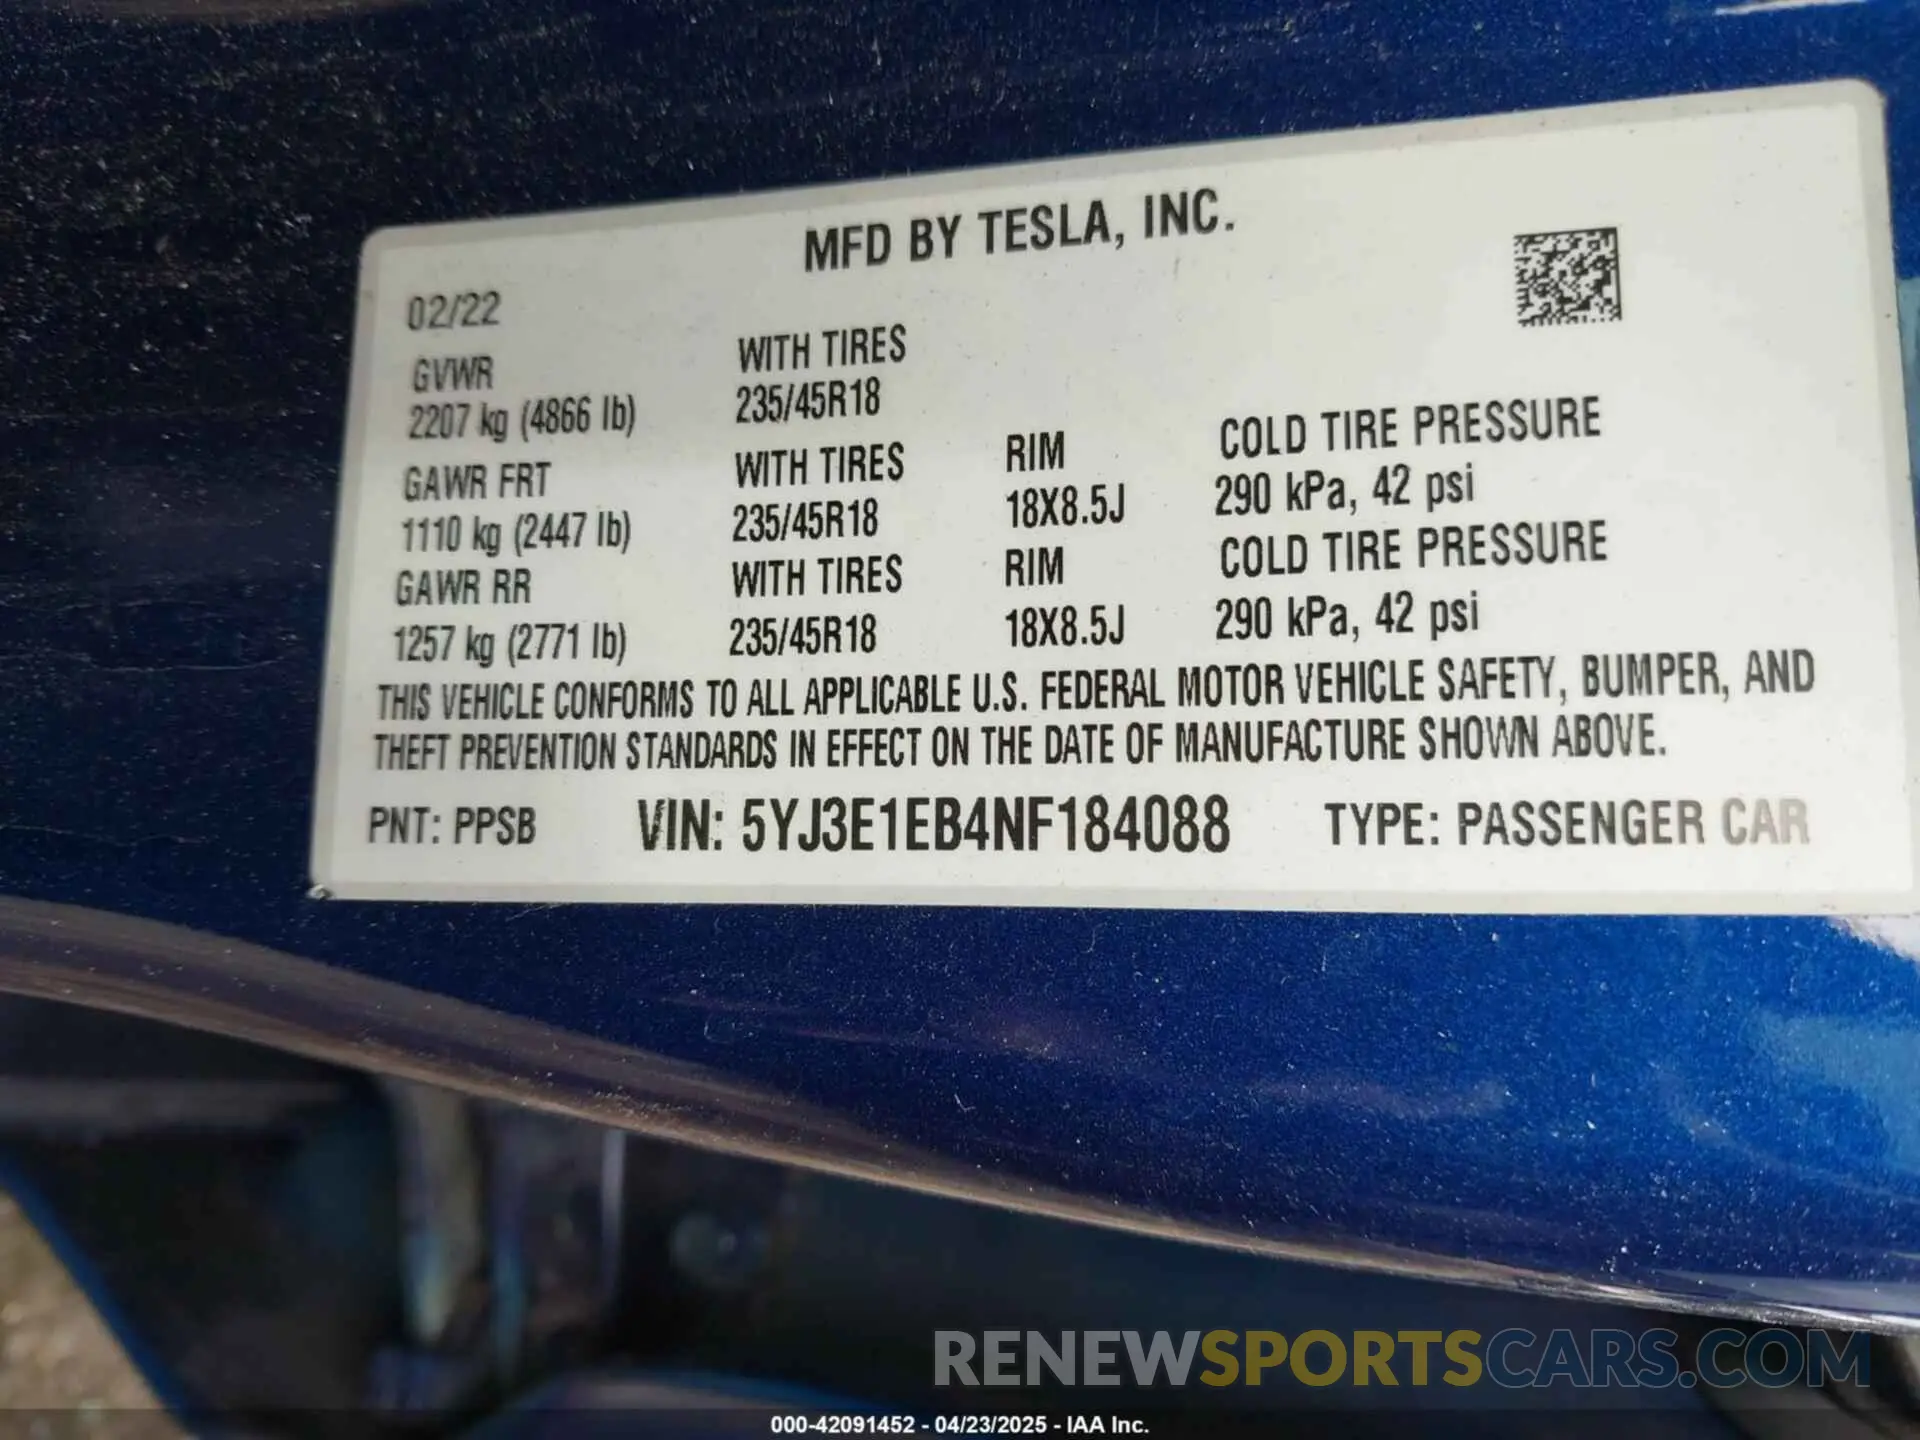 MFD BY TESLA, INC.
02/22
GVWR WITH TIRES
2207 kg (4866 lb) 235/45R18
GAWR FRT WITH TIRES RIM COLD TIRE PRESSURE
1110 kg (2447 lb) 235/45R18 18X8.5J 290 kPa, 42 psi
GAWR RR WITH TIRES RIM COLD TIRE PRESSURE
1257 kg (2771 lb) 235/45R18 18X8.5J 290 kPa, 42 psi
THIS VEHICLE CONFORMS TO ALL APPLICABLE U.S. FEDERAL MOTOR VEHICLE SAFETY, BUMPER, AND
THEFT PREVENTION STANDARDS IN EFFECT ON THE DATE OF MANUFACTURE SHOWN ABOVE.
PNT: PPSB VIN: 5YJ3E1EB4NF184088 TYPE: PASSENGER CAR
RENEWSPORTSCARS.COM
000-42091452 - 04/23/2025 - IAA Inc.